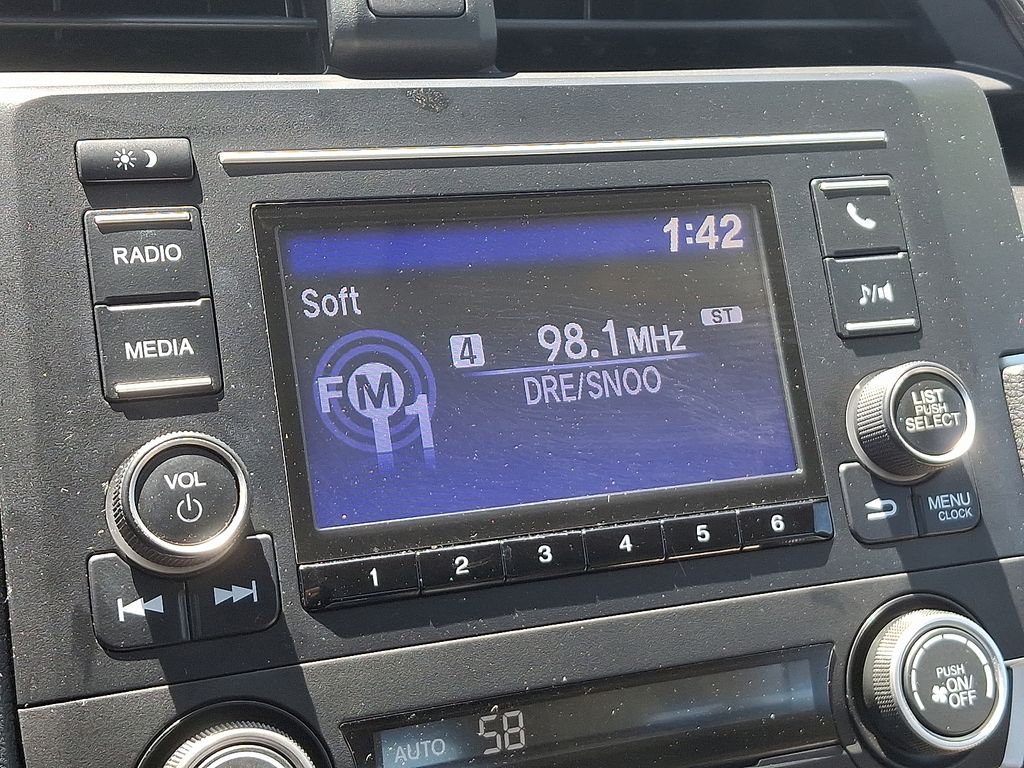 RADIO
MEDIA
VOL
1:42
Soft
FM1
4
98.1 MHz
ST
DRE/SNOO
1
2
3
4
5
6
LIST
PUSH
SELECT
MENU
CLOCK
AUTO
58
PUSH
ON/
OFF